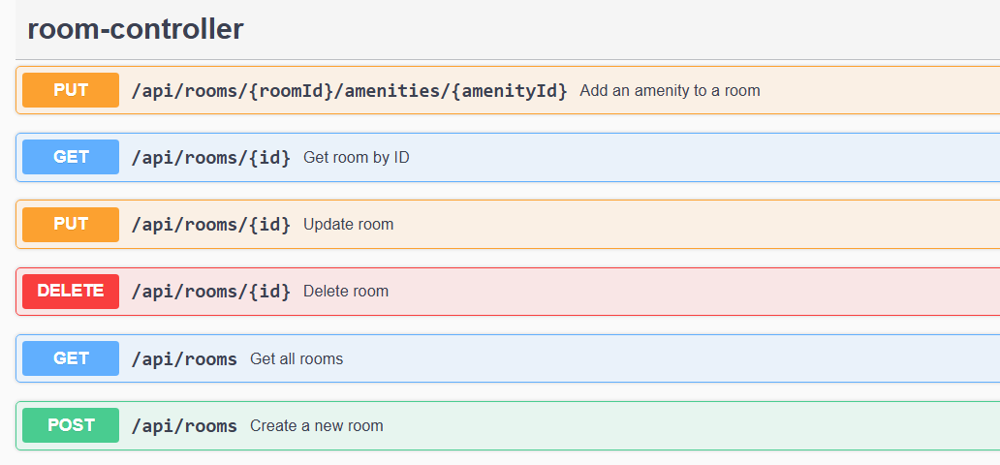 room-controller
PUT /api/rooms/{roomId}/amenities/{amenityId} Add an amenity to a room
GET /api/rooms/{id} Get room by ID
PUT /api/rooms/{id} Update room
DELETE /api/rooms/{id} Delete room
GET /api/rooms Get all rooms
POST /api/rooms Create a new room